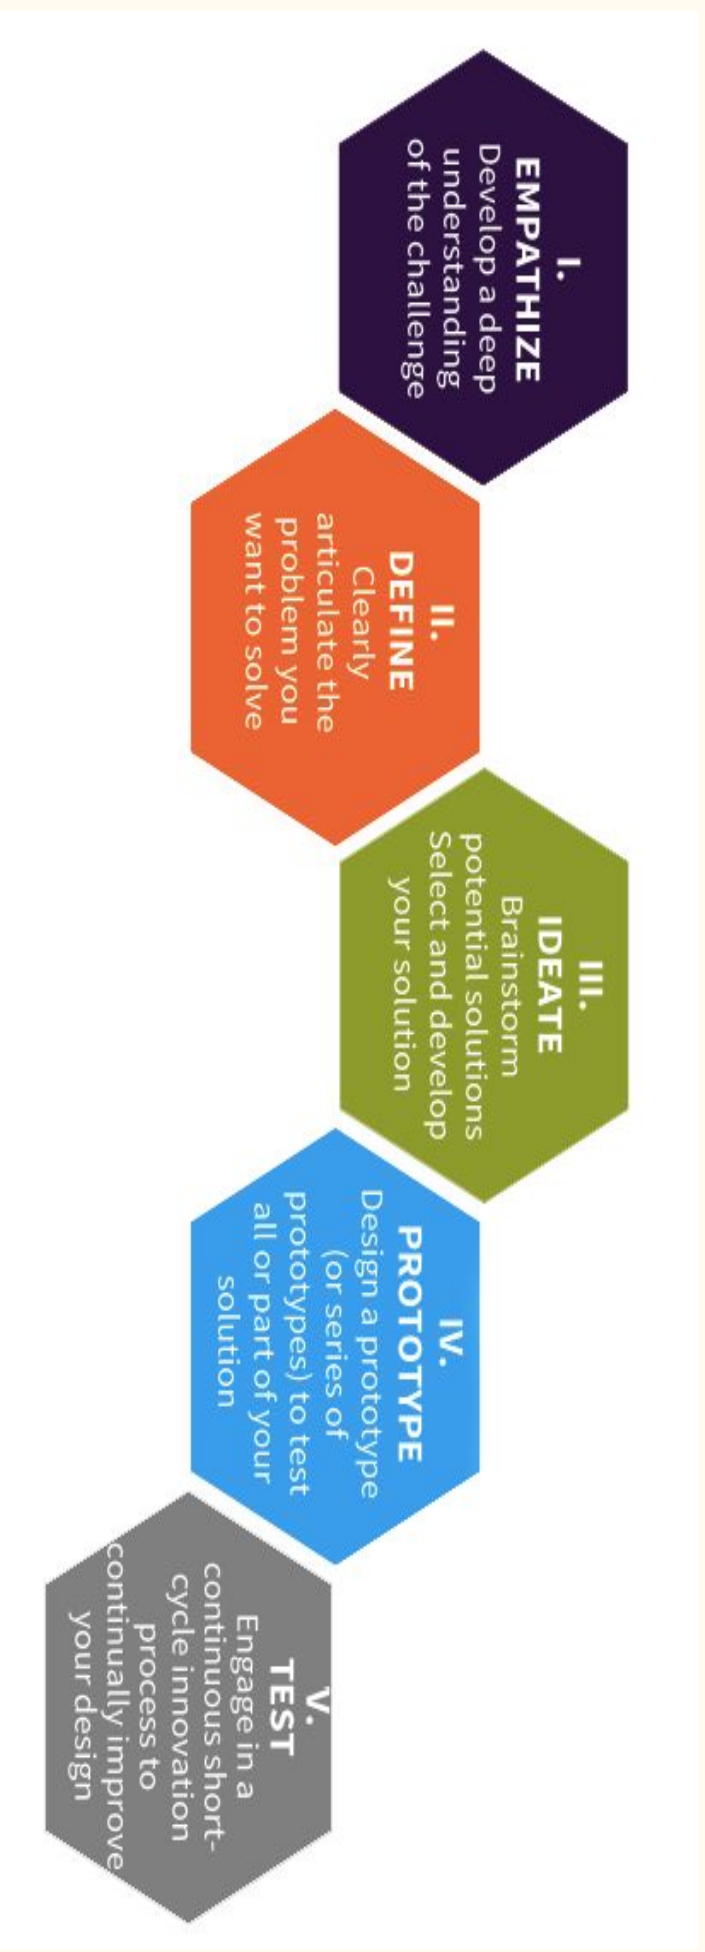 I.
EMPATHIZE
Develop a deep
understanding
of the challenge
II.
DEFINE
Clearly
articulate the
problem you
want to solve
III.
IDEATE
Brainstorm
potential solutions
Select and develop
your solution
IV.
PROTOTYPE
Design a prototype
(or series of
prototypes) to test
all or part of your
solution
V.
TEST
Engage in a
continuous short-
cycle innovation
process to
continually improve
your design